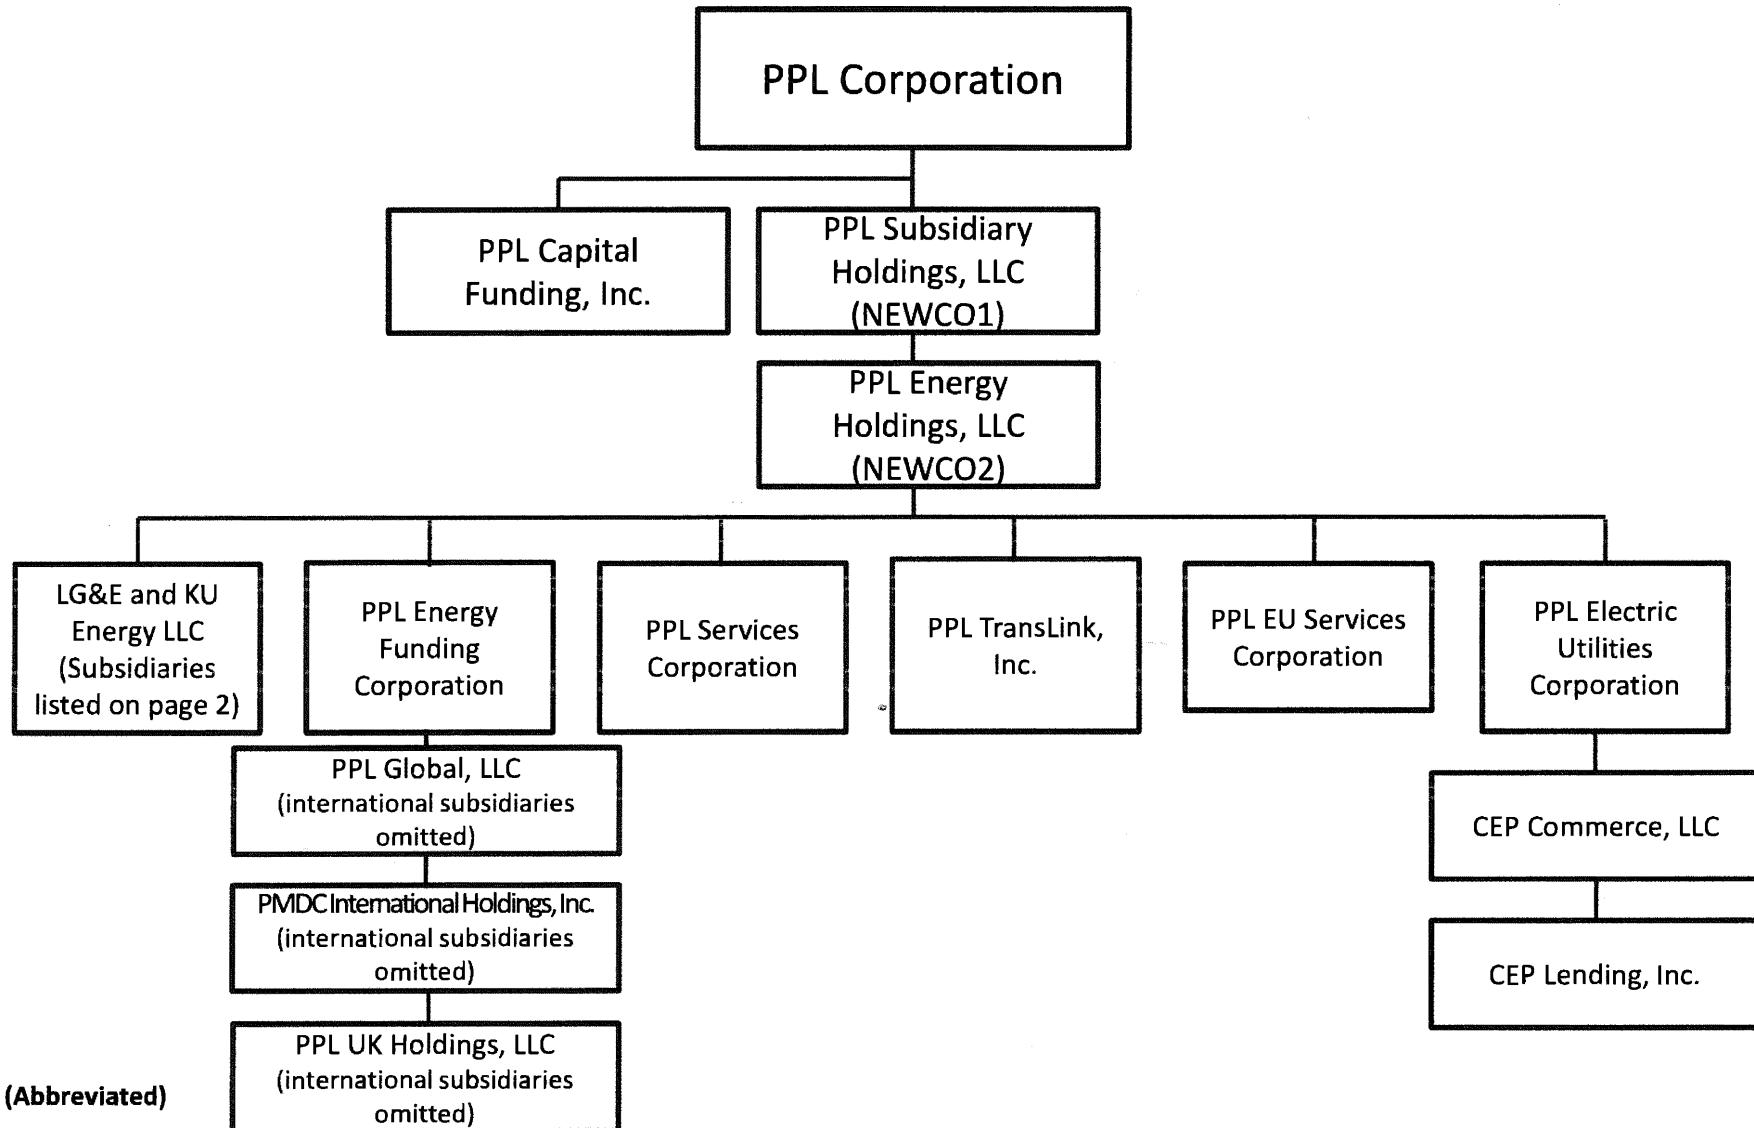 PPL Corporation
PPL Capital
Funding, Inc.
PPL Subsidiary
Holdings, LLC
(NEWCO1)
PPL Energy
Holdings, LLC
(NEWCO2)
LG&E and KU
Energy LLC
(Subsidiaries
listed on page 2)
PPL Energy
Funding
Corporation
PPL Services
Corporation
PPL TransLink,
Inc.
PPL EU Services
Corporation
PPL Electric
Utilities
Corporation
PPL Global, LLC
(international subsidiaries
omitted)
PMDC International Holdings, Inc.
(international subsidiaries
omitted)
PPL UK Holdings, LLC
(international subsidiaries
omitted)
CEP Commerce, LLC
CEP Lending, Inc.
(Abbreviated)